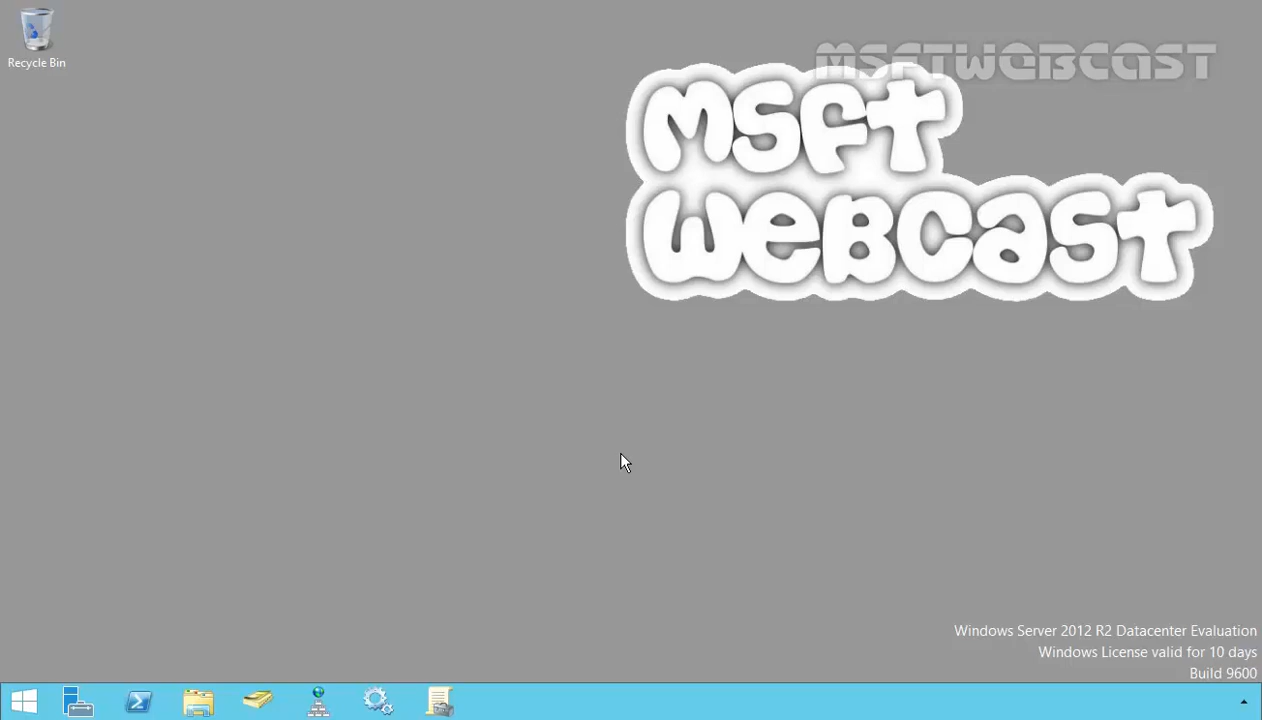 Recycle Bin
MSFTWEBCAST
msft
weBcast
Windows Server 2012 R2 Datacenter Evaluation
Windows License valid for 10 days
Build 9600